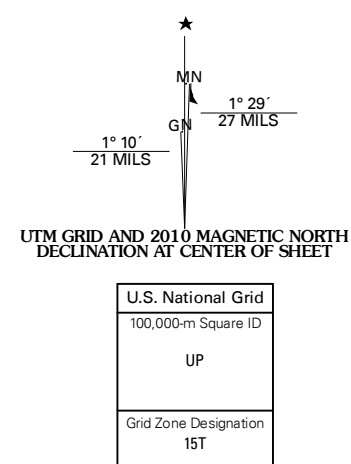 ★
MN
1° 29´
27 MILS
GN
1° 10´
21 MILS
UTM GRID AND 2010 MAGNETIC NORTH
DECLINATION AT CENTER OF SHEET
U.S. National Grid
100,000-m Square ID
UP
Grid Zone Designation
15T